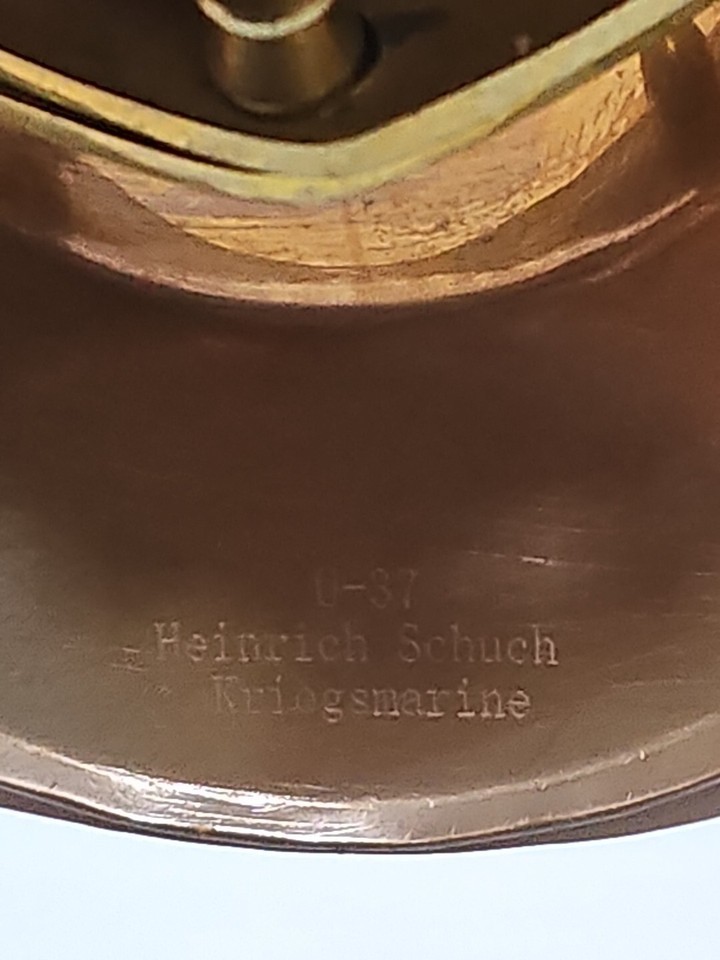 U-37
Heinrich Schuch
Kriegsmarine